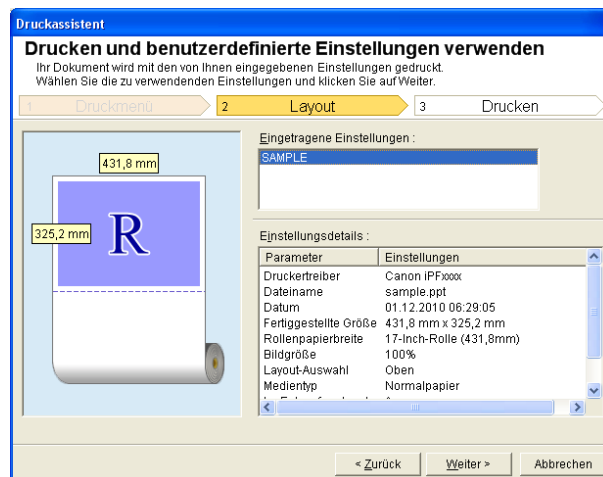 Druckassistent
Drucken und benutzerdefinierte Einstellungen verwenden
Ihr Dokument wird mit den von Ihnen eingegebenen Einstellungen gedruckt.
Wählen Sie die zu verwendenden Einstellungen und klicken Sie auf Weiter.
1 Druckmenü 2 Layout 3 Drucken
Eingetragene Einstellungen :
SAMPLE
431,8 mm
325,2 mm
R
Einstellungsdetails :
Parameter Einstellungen
Druckertreiber Canon iPFxxxx
Dateiname sample.ppt
Datum 01.12.2010 06:29:05
Fertiggestellte Größe 431,8 mm x 325,2 mm
Rollenpapierbreite 17-Inch-Rolle (431,8mm)
Bildgröße 100%
Layout-Auswahl Oben
Medientyp Normalpapier
< Zurück Weiter > Abbrechen